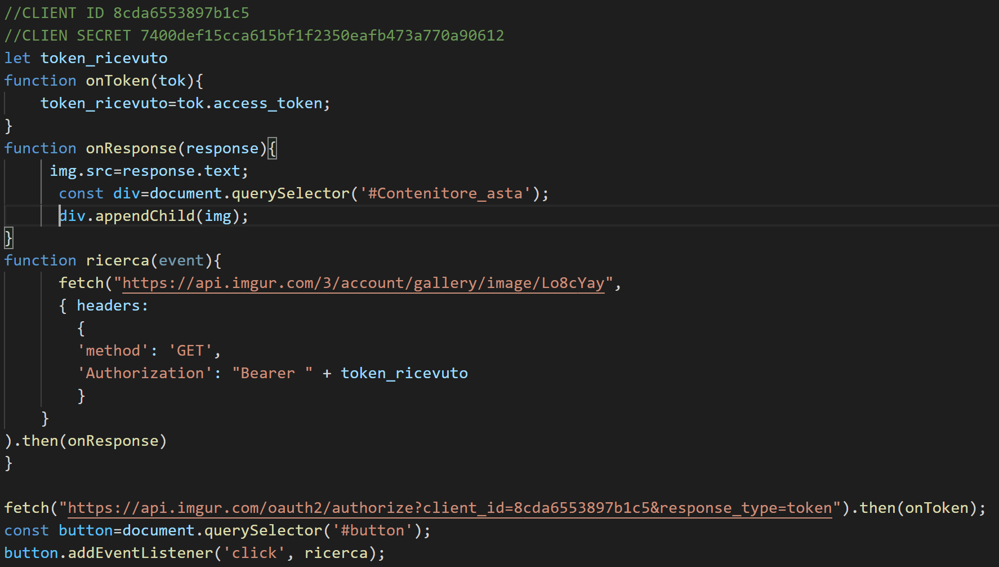 //CLIENT ID 8cda6553897b1c5
//CLIEN SECRET 7400def15cca615bf1f2350eafb473a770a90612
let token_ricevuto
function onToken(tok){
    token_ricevuto=tok.access_token;
}
function onResponse(response){
     img.src=response.text;
      const div=document.querySelector('#Contenitore_asta');
      div.appendChild(img);
}
function ricerca(event){
      fetch("https://api.imgur.com/3/account/gallery/image/Lo8cYay",
      { headers:
        {
        'method': 'GET',
        'Authorization': "Bearer " + token_ricevuto
        }
    }
).then(onResponse)
}

fetch("https://api.imgur.com/oauth2/authorize?client_id=8cda6553897b1c5&response_type=token").then(onToken);
const button=document.querySelector('#button');
button.addEventListener('click', ricerca);